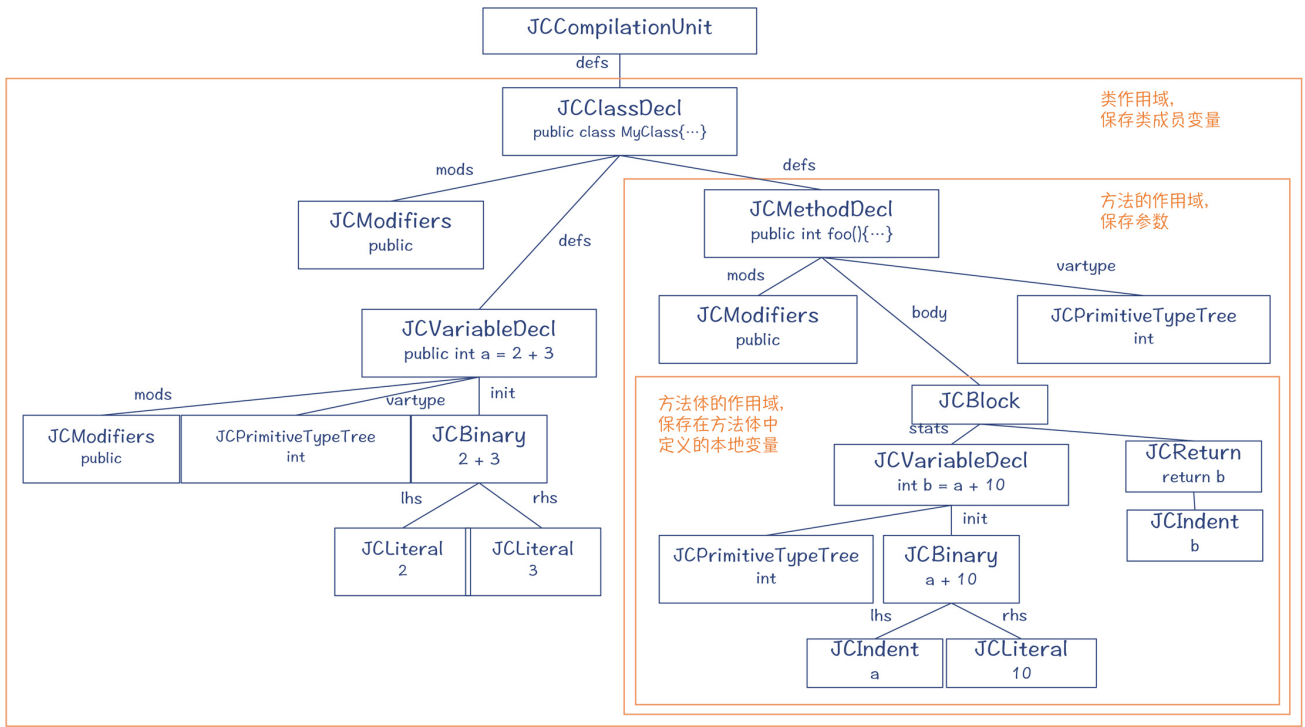 JCCompilationUnit
defs
JCClassDecl
public class MyClass{…}
类作用域,
保存类成员变量
mods
defs
defs
JCModifiers
public
JCMethodDecl
public int foo(){…}
方法的作用域,
保存参数
mods
body
vartype
JCModifiers
public
JCPrimitiveTypeTree
int
JCVariableDecl
public int a = 2 + 3
mods
vartype
init
JCModifiers
public
JCPrimitiveTypeTree
int
JCBinary
2 + 3
lhs
rhs
JCLiteral
2
JCLiteral
3
方法体的作用域,
保存在方法体中
定义的本地变量
JCBlock
stats
JCVariableDecl
int b = a + 10
JCReturn
return b
JCIndent
b
init
JCPrimitiveTypeTree
int
JCBinary
a + 10
lhs
rhs
JCIndent
a
JCLiteral
10